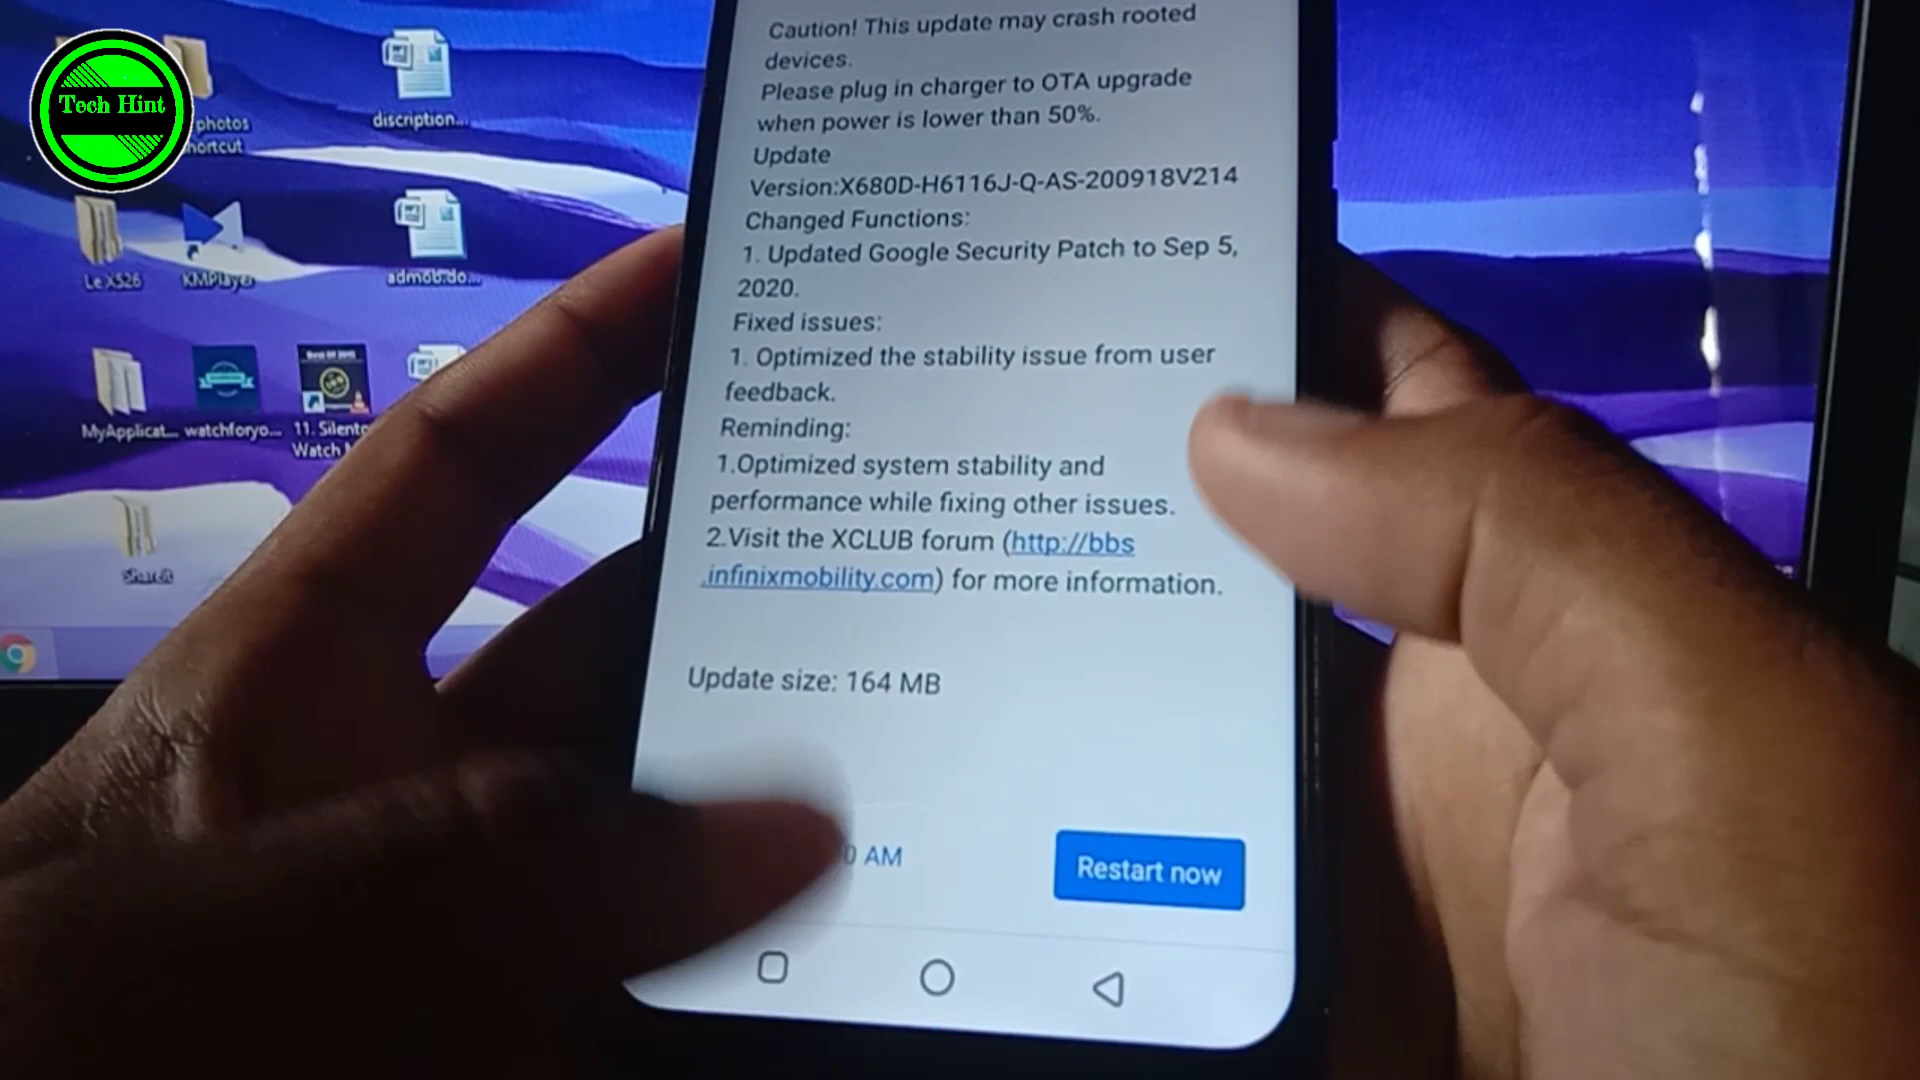 Tech Hint
photos
hortcut
discription...
Le X526
KMPlayer
admob.do...
MyApplicat...
watchforyo...
11. Silento
Watch
Shareit
Caution! This update may crash rooted
devices.
Please plug in charger to OTA upgrade
when power is lower than 50%.
Update
Version:X680D-H6116J-Q-AS-200918V214
Changed Functions:
1. Updated Google Security Patch to Sep 5,
2020.
Fixed issues:
1. Optimized the stability issue from user
feedback.
Reminding:
1.Optimized system stability and
performance while fixing other issues.
2.Visit the XCLUB forum (http://bbs
.infinixmobility.com) for more information.
Update size: 164 MB
0 AM
Restart now